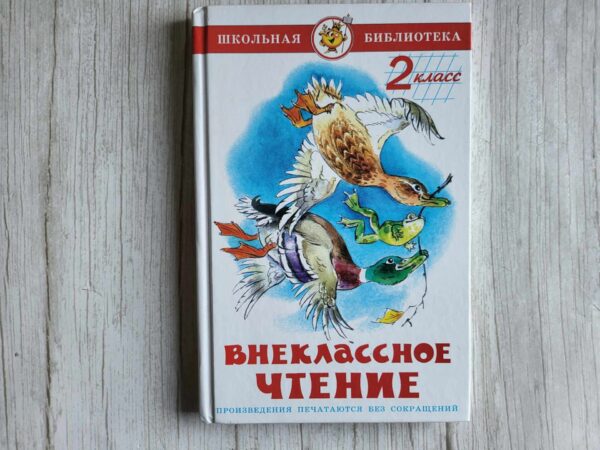 ШКОЛЬНАЯ БИБЛИОТЕКА
2 класс
ВНЕКЛАССНОЕ
ЧТЕНИЕ
ПРОИЗВЕДЕНИЯ ПЕЧАТАЮТСЯ БЕЗ СОКРАЩЕНИЙ